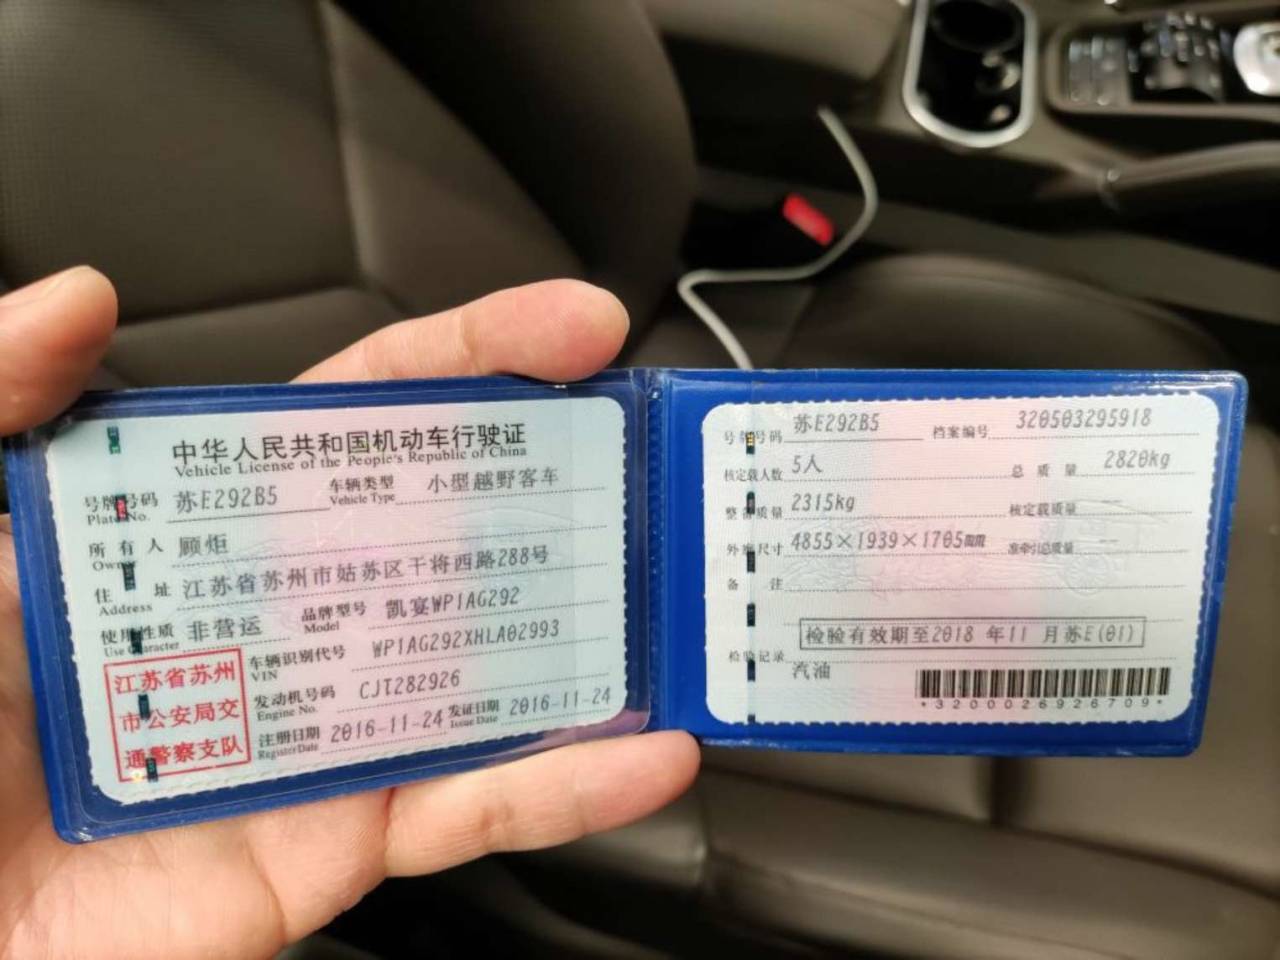 中华人民共和国机动车行驶证
Vehicle License of the People's Republic of China
号牌号码 苏E292B5 车辆类型 小型越野客车
Plate No. Vehicle Type
所有人 顾炬
Owner
住址 江苏省苏州市姑苏区干将西路288号
Address
使用性质 非营运 品牌型号 凯宴WP1AG292
Use Character Model
江苏省苏州
市公安局交
通警察支队
车辆识别代号 WP1AG292XHLA02993
VIN
发动机号码 CJT282926
Engine No.
注册日期 2016-11-24 发证日期 2016-11-24
Register Date Issue Date
号牌号码 苏E292B5 档案编号 320503295918
核定载人数 5人 总质量 2820kg
整备质量 2315kg 核定载质量 --
外廓尺寸 4855×1939×1705mm 准牵引总质量 --
备注
检验有效期至2018 年11 月苏E(01)
检验记录
汽油
*3200026926709*